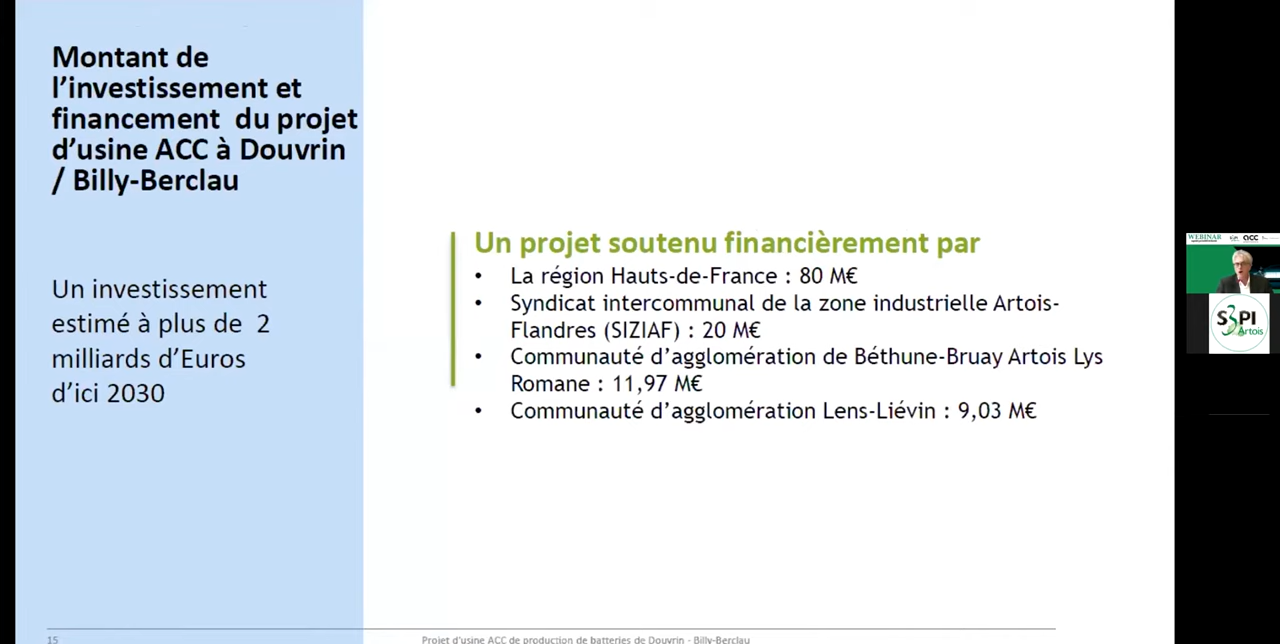 Montant de
l’investissement et
financement du projet
d’usine ACC à Douvrin
/ Billy-Berclau
Un investissement
estimé à plus de 2
milliards d’Euros
d’ici 2030
Un projet soutenu financièrement par
• La région Hauts-de-France : 80 M€
• Syndicat intercommunal de la zone industrielle Artois-
Flandres (SIZIAF) : 20 M€
• Communauté d’agglomération de Béthune-Bruay Artois Lys
Romane : 11,97 M€
• Communauté d’agglomération Lens-Liévin : 9,03 M€
15
Projet d'usine ACC de production de batteries de Douvrin - Billy-Berclau
WEBINAR
acc
S3PI
Artois